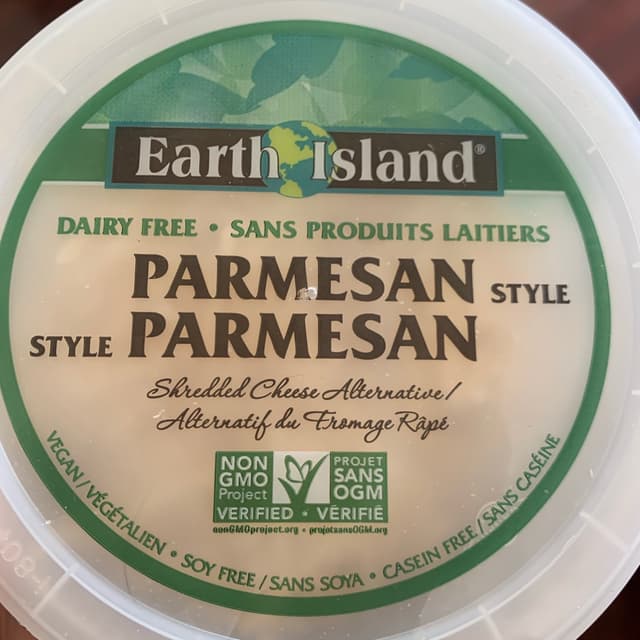 Earth Island®
DAIRY FREE • SANS PRODUITS LAITIERS
PARMESAN STYLE
STYLE PARMESAN
Shredded Cheese Alternative/
Alternatif du Fromage Râpé
NON
GMO
Project
VERIFIED
PROJET
SANS
OGM
VÉRIFIÉ
nonGMOproject.org • projetsansOGM.org
VEGAN/VÉGÉTALIEN • SOY FREE/SANS SOYA • CASEIN FREE/SANS CASÉINE